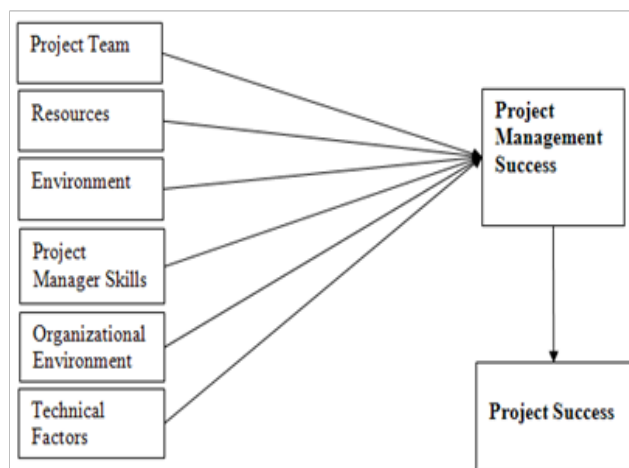 Project Team
Resources
Environment
Project
Manager Skills
Organizational
Environment
Technical
Factors
Project
Management
Success
Project Success